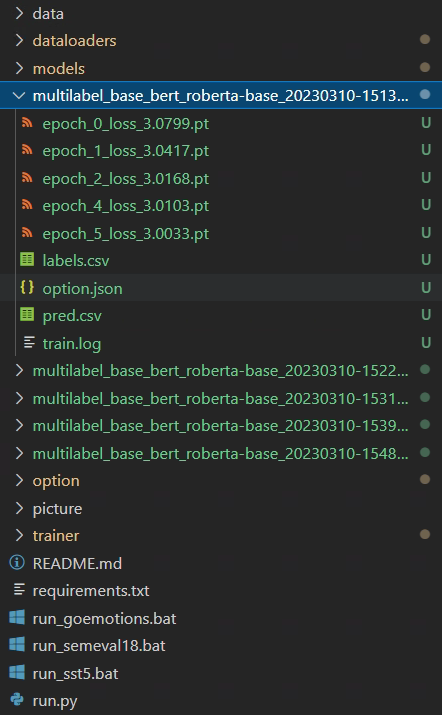 data
dataloaders
models
multilabel_base_bert_roberta-base_20230310-1513...
epoch_0_loss_3.0799.pt U
epoch_1_loss_3.0417.pt U
epoch_2_loss_3.0168.pt U
epoch_4_loss_3.0103.pt U
epoch_5_loss_3.0033.pt U
labels.csv U
{} option.json U
pred.csv U
train.log U
multilabel_base_bert_roberta-base_20230310-1522...
multilabel_base_bert_roberta-base_20230310-1531...
multilabel_base_bert_roberta-base_20230310-1539...
multilabel_base_bert_roberta-base_20230310-1548...
option
picture
trainer
README.md
requirements.txt
run_goemotions.bat
run_semeval18.bat
run_sst5.bat
run.py